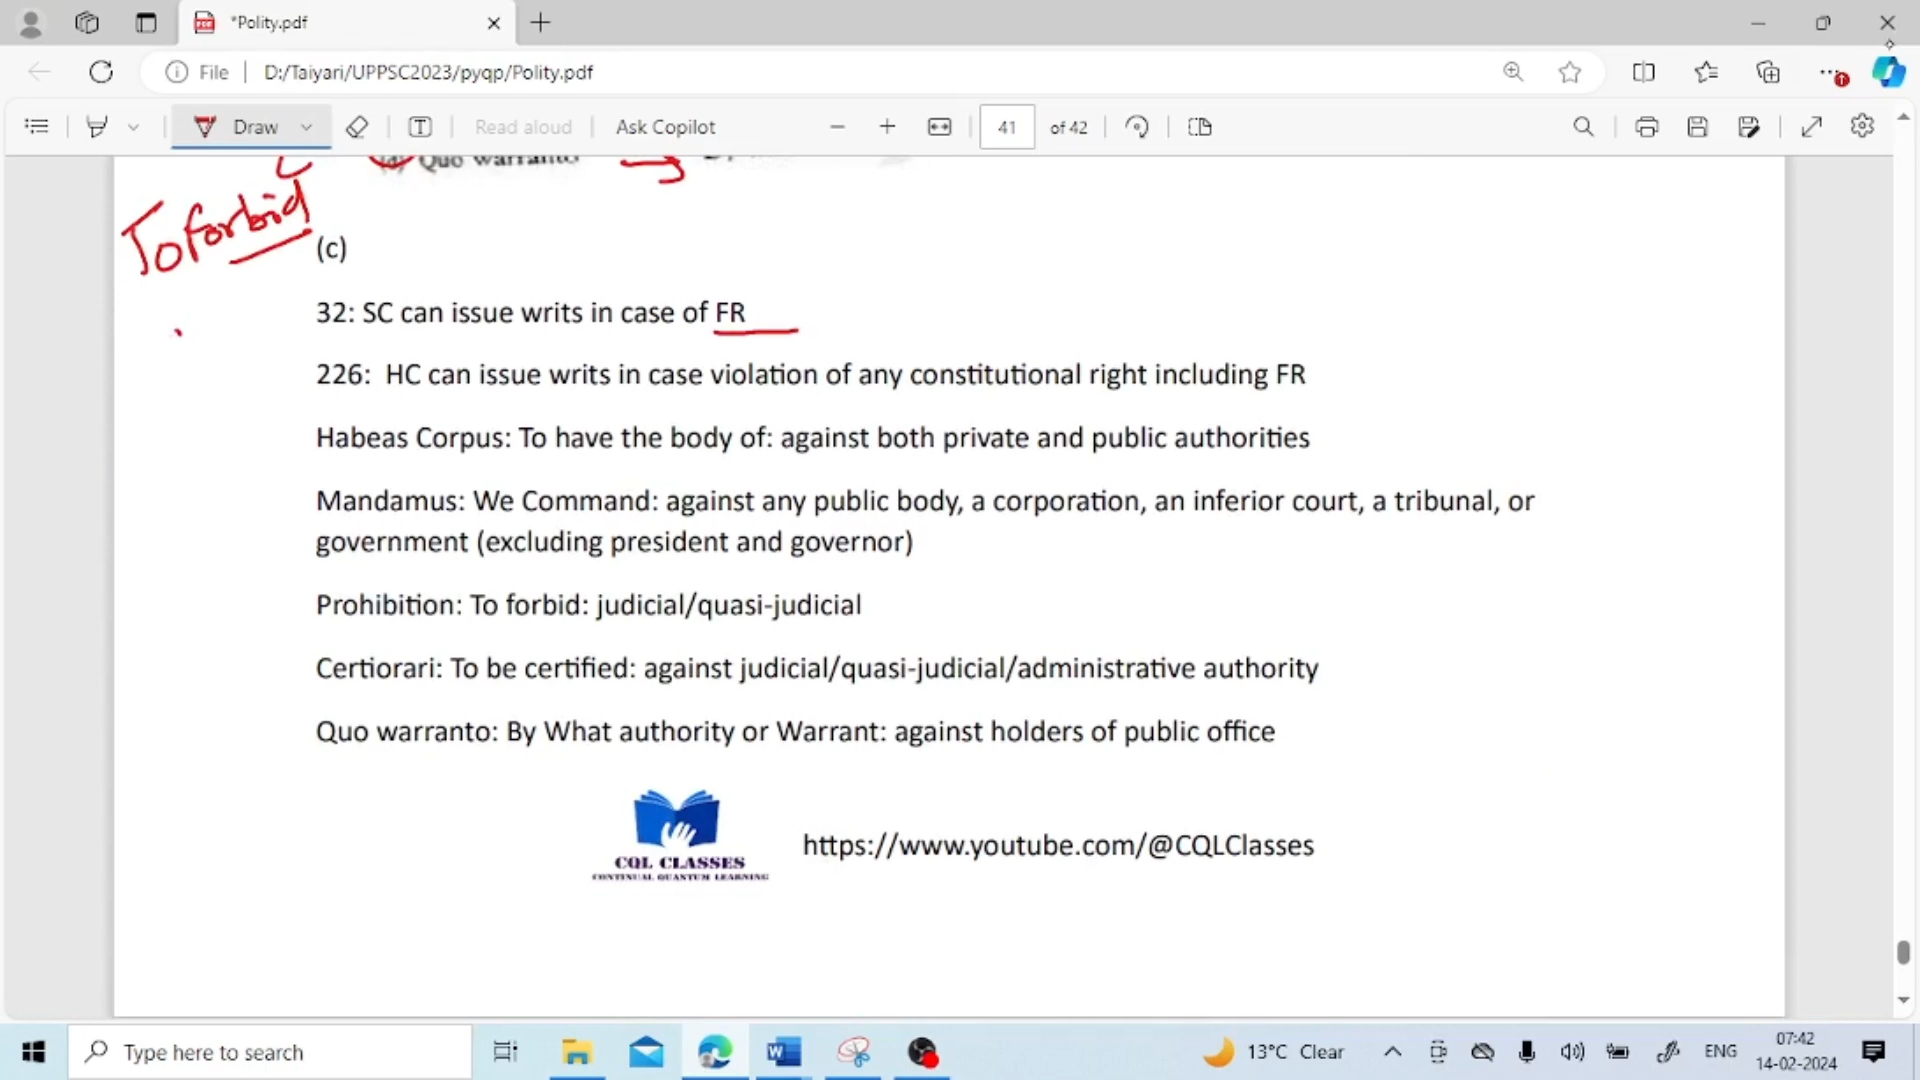 *Polity.pdf
File D:/Taiyari/UPPSC2023/pyqp/Polity.pdf
Draw Read aloud Ask Copilot 41 of 42
Quo warranto
To forbid
(c)
32: SC can issue writs in case of FR
226: HC can issue writs in case violation of any constitutional right including FR
Habeas Corpus: To have the body of: against both private and public authorities
Mandamus: We Command: against any public body, a corporation, an inferior court, a tribunal, or
government (excluding president and governor)
Prohibition: To forbid: judicial/quasi-judicial
Certiorari: To be certified: against judicial/quasi-judicial/administrative authority
Quo warranto: By What authority or Warrant: against holders of public office
CQL CLASSES
CONTINUAL QUANTUM LEARNING
https://www.youtube.com/@CQLClasses
Type here to search
13°C Clear
ENG
07:42
14-02-2024